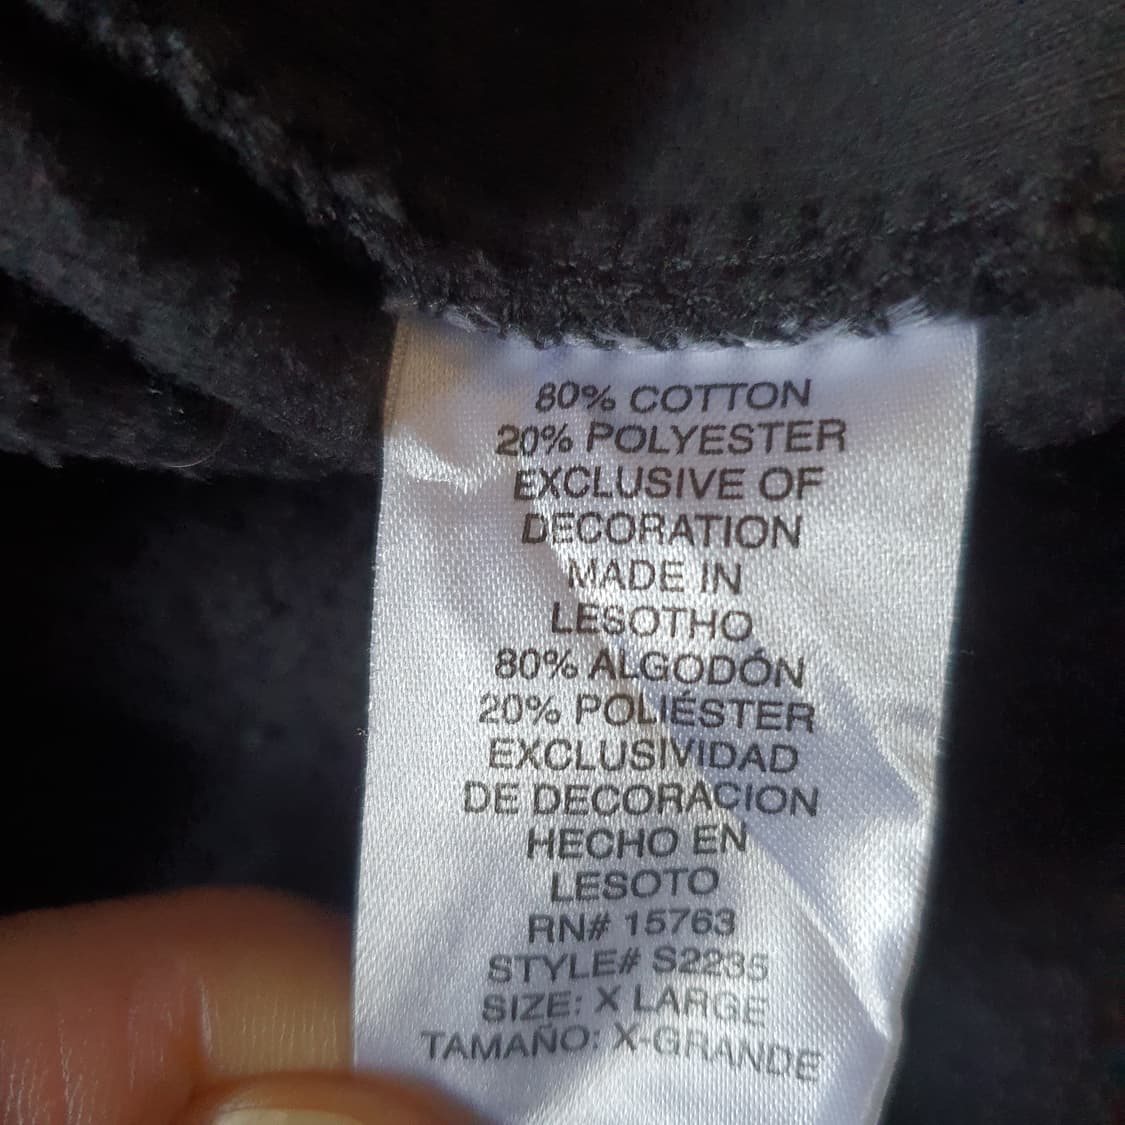 80% COTTON
20% POLYESTER
EXCLUSIVE OF
DECORATION
MADE IN
LESOTHO
80% ALGODÓN
20% POLIÉSTER
EXCLUSIVIDAD
DE DECORACION
HECHO EN
LESOTO
RN# 15763
STYLE# S2235
SIZE: X LARGE
TAMAÑO: X-GRANDE